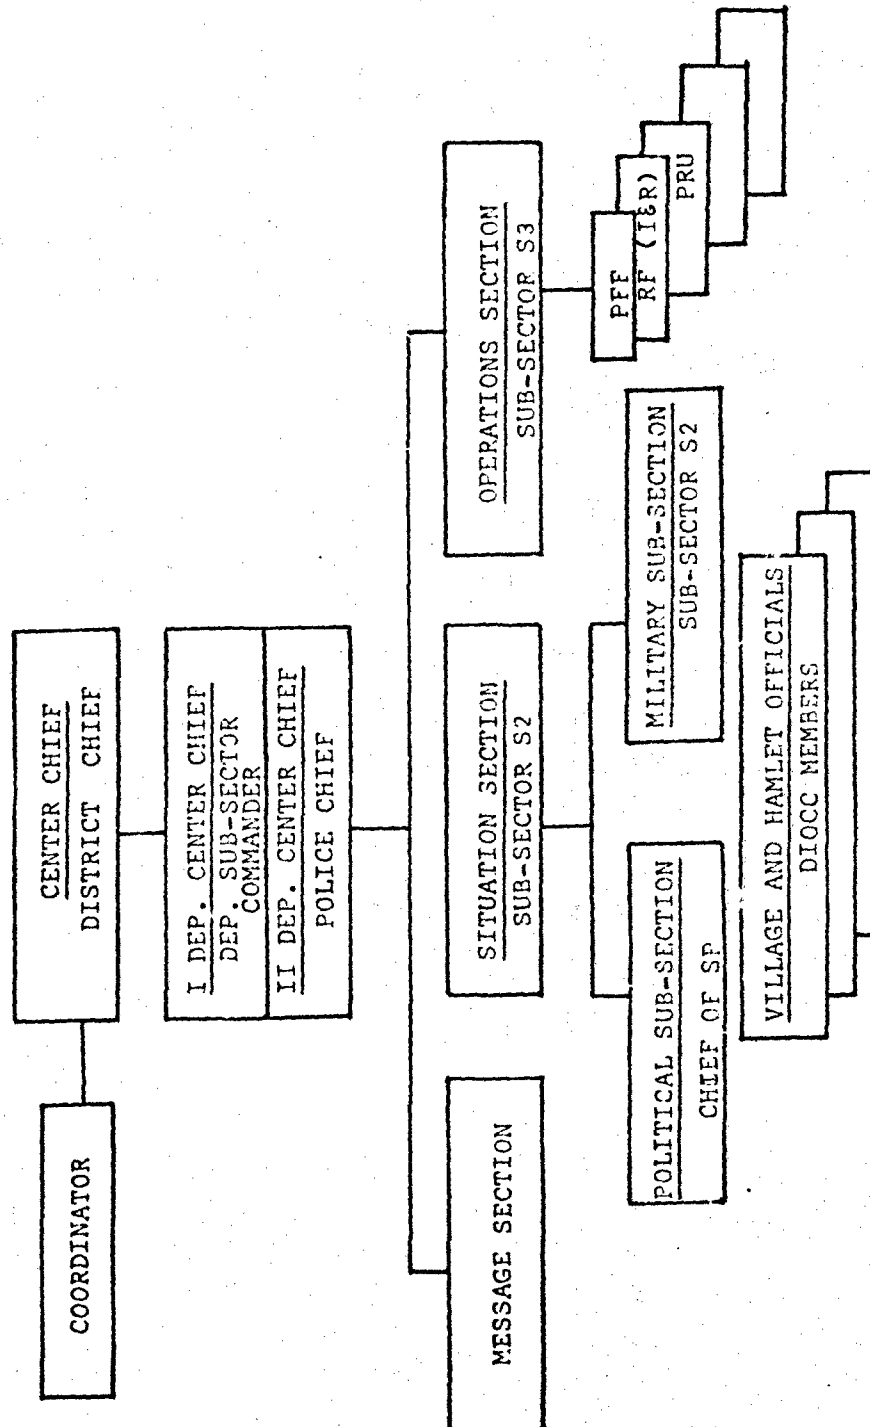 COORDINATOR
CENTER CHIEF
DISTRICT CHIEF
I DEP. CENTER CHIEF
DEP. SUB-SECTOR
COMMANDER
II DEP. CENTER CHIEF
POLICE CHIEF
MESSAGE SECTION
SITUATION SECTION
SUB-SECTOR S2
OPERATIONS SECTION
SUB-SECTOR S3
POLITICAL SUB-SECTION
CHIEF OF SP
MILITARY SUB-SECTION
SUB-SECTOR S2
PFF
RF (I&R)
PRU
VILLAGE AND HAMLET OFFICIALS
DIOCC MEMBERS